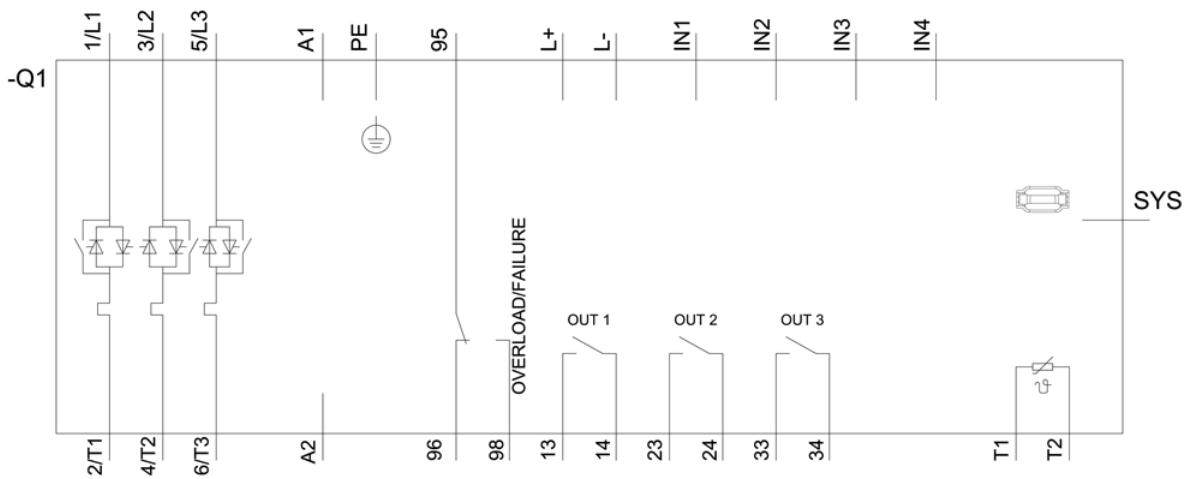 1/L1
3/L2
5/L3
A1
PE
95
L+
L-
IN1
IN2
IN3
IN4
-Q1
SYS
OVERLOAD/FAILURE
OUT 1
OUT 2
OUT 3
ϑ
2/T1
4/T2
6/T3
A2
96
98
13
14
23
24
33
34
T1
T2